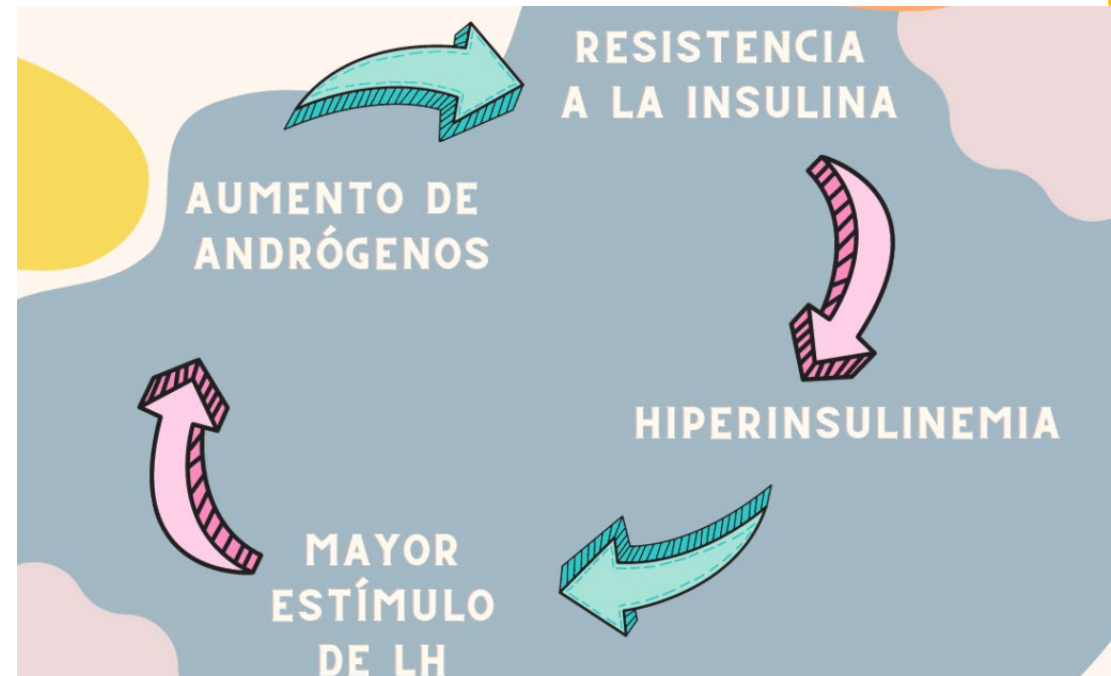 RESISTENCIA
A LA INSULINA
AUMENTO DE
ANDRÓGENOS
HIPERINSULINEMIA
MAYOR
ESTÍMULO
DE LH